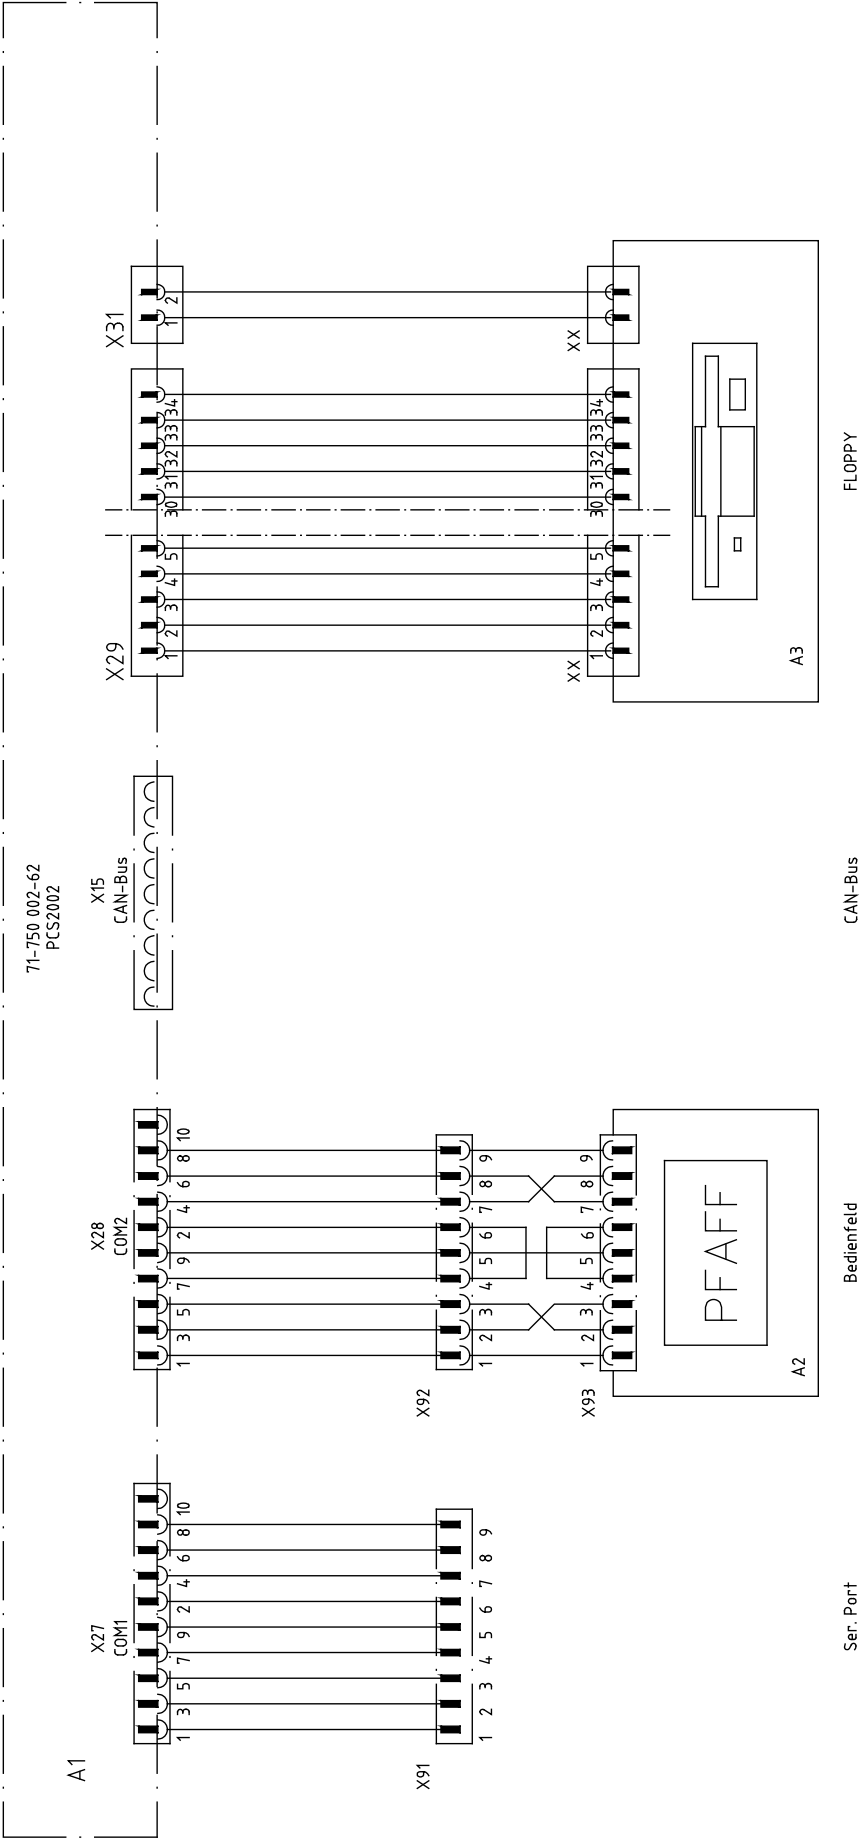 A1
71-750 002-62
PCS2002
X27
COM1
1 3 5 7 9 2 4 6 8 10
X91
1 2 3 4 5 6 7 8 9
Ser. Port
X28
COM2
1 3 5 7 9 2 4 6 8 10
X92
1 2 3 4 5 6 7 8 9
X93
1 2 3 4 5 6 7 8 9
PFAFF
A2
Bedienfeld
X15
CAN-Bus
CAN-Bus
X29
1 2 3 4 5 30 31 32 33 34
XX
1 2 3 4 5 30 31 32 33 34
X31
1 2
XX
A3
FLOPPY